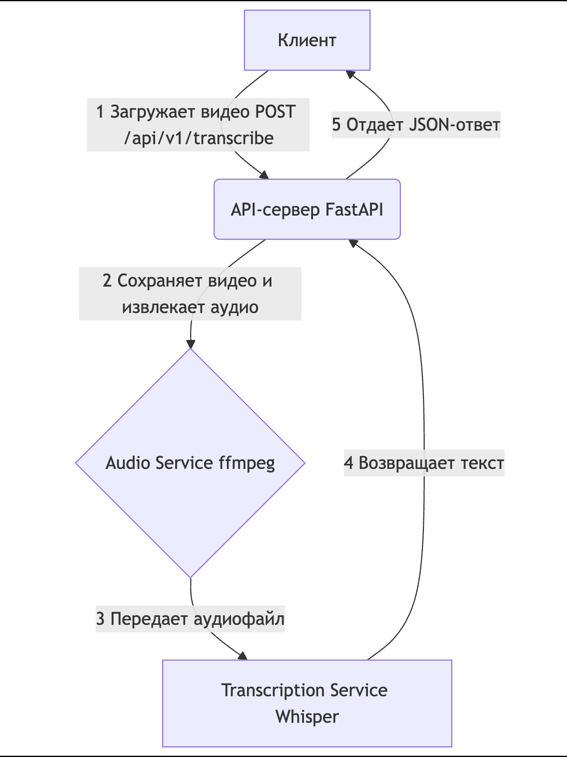 Клиент
1 Загружает видео POST
/api/v1/transcribe
5 Отдает JSON-ответ
API-сервер FastAPI
2 Сохраняет видео и
извлекает аудио
Audio Service ffmpeg
4 Возвращает текст
3 Передает аудиофайл
Transcription Service
Whisper